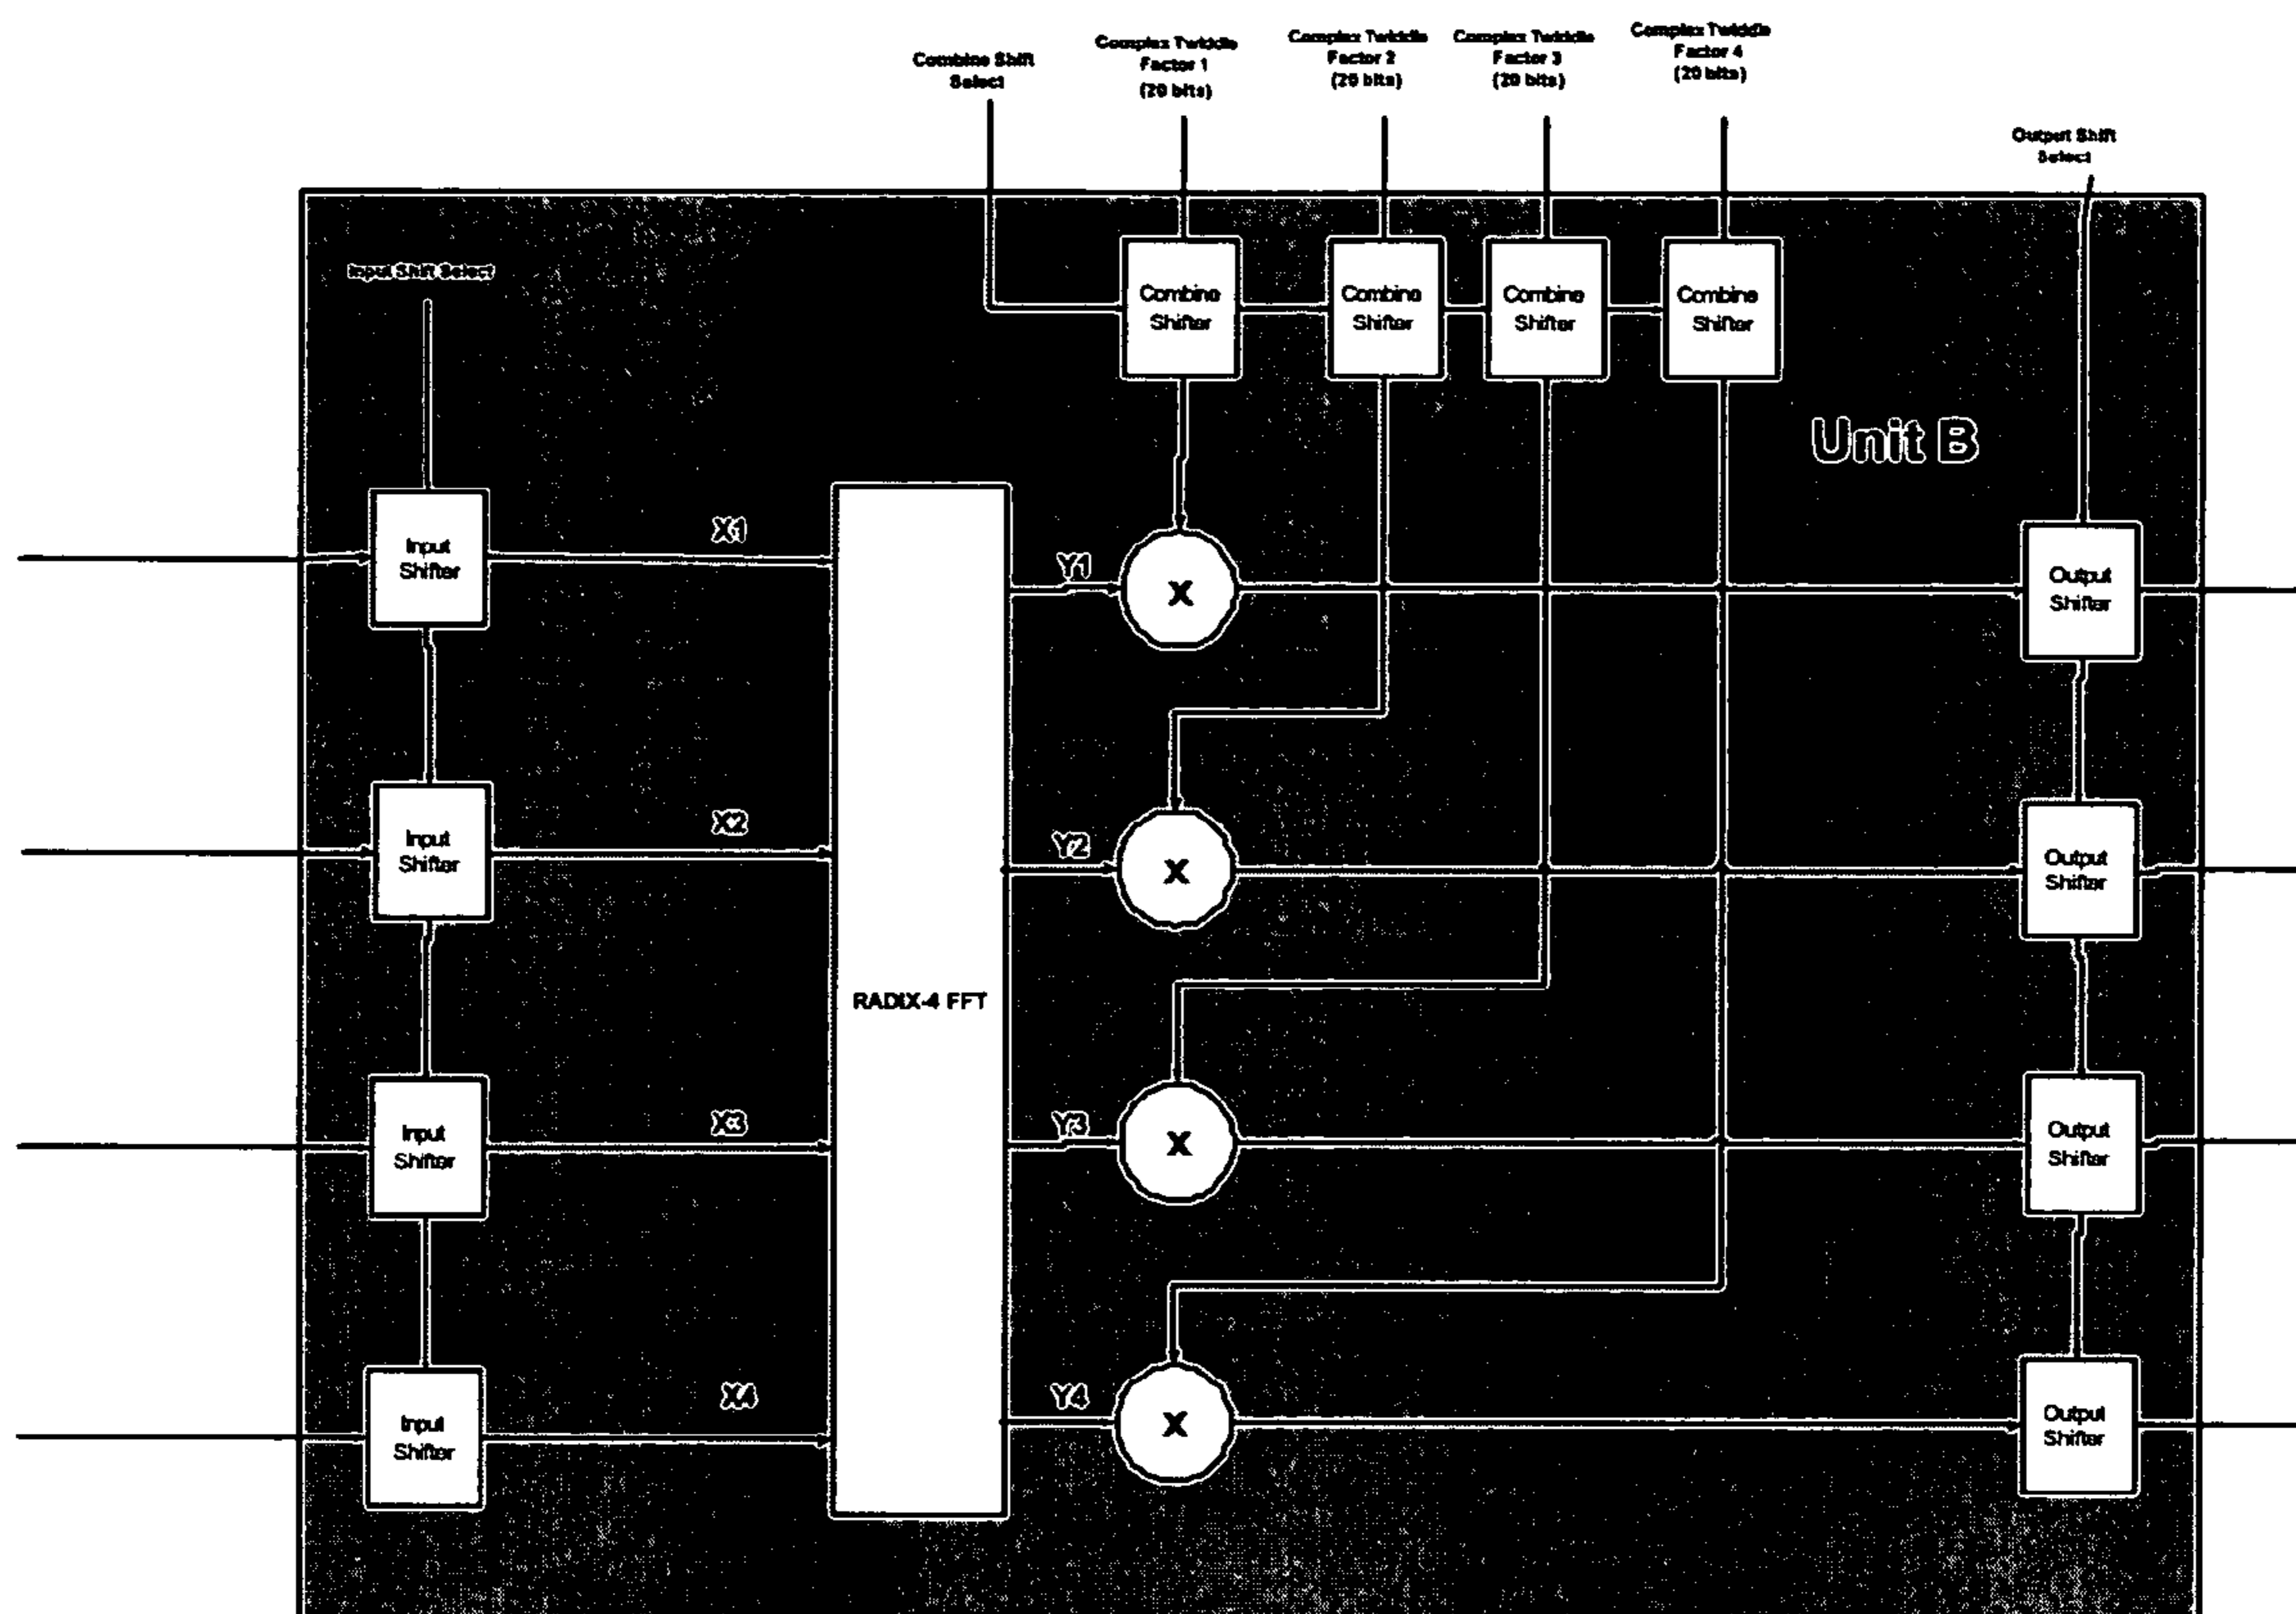 Combine Shift
Select
Complex Twiddle
Factor 1
(20 bits)
Complex Twiddle
Factor 2
(20 bits)
Complex Twiddle
Factor 3
(20 bits)
Complex Twiddle
Factor 4
(20 bits)
Output Shift
Select
Input Shift Select
Combine
Shifter
Combine
Shifter
Combine
Shifter
Combine
Shifter
Unit B
Input
Shifter
X1
Y1
X
Output
Shifter
Input
Shifter
X2
Y2
X
Output
Shifter
RADIX-4 FFT
Input
Shifter
X3
Y3
X
Output
Shifter
Input
Shifter
X4
Y4
X
Output
Shifter